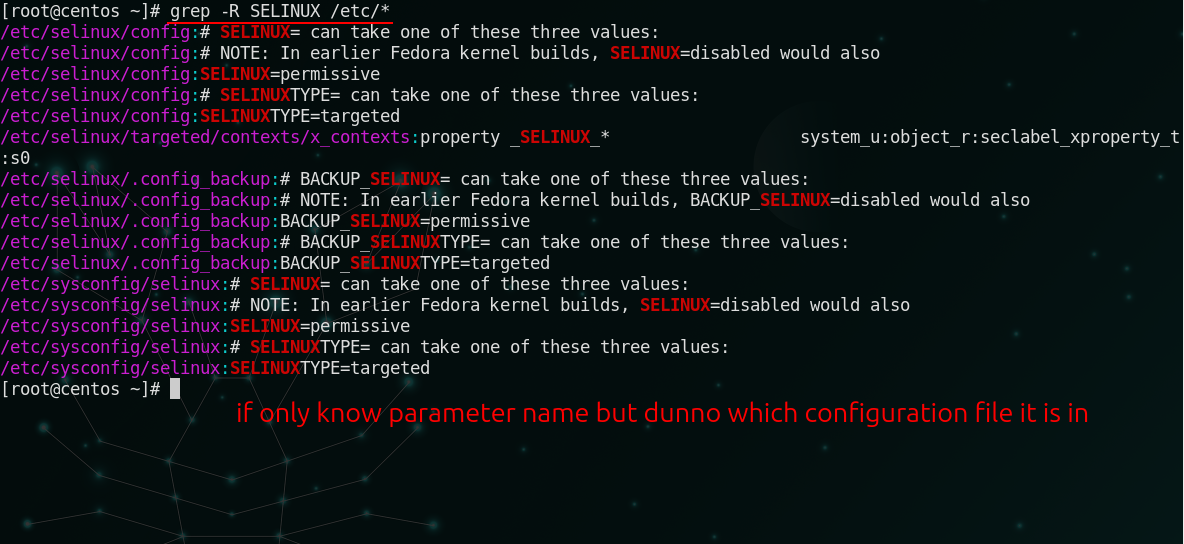 [root@centos ~]# grep -R SELINUX /etc/*
/etc/selinux/config:# SELINUX= can take one of these three values:
/etc/selinux/config:# NOTE: In earlier Fedora kernel builds, SELINUX=disabled would also
/etc/selinux/config:SELINUX=permissive
/etc/selinux/config:# SELINUXTYPE= can take one of these three values:
/etc/selinux/config:SELINUXTYPE=targeted
/etc/selinux/targeted/contexts/x_contexts:property _SELINUX_*                   system_u:object_r:seclabel_xproperty_t
:s0
/etc/selinux/.config_backup:# BACKUP_SELINUX= can take one of these three values:
/etc/selinux/.config_backup:# NOTE: In earlier Fedora kernel builds, BACKUP_SELINUX=disabled would also
/etc/selinux/.config_backup:BACKUP_SELINUX=permissive
/etc/selinux/.config_backup:# BACKUP_SELINUXTYPE= can take one of these three values:
/etc/selinux/.config_backup:BACKUP_SELINUXTYPE=targeted
/etc/sysconfig/selinux:# SELINUX= can take one of these three values:
/etc/sysconfig/selinux:# NOTE: In earlier Fedora kernel builds, SELINUX=disabled would also
/etc/sysconfig/selinux:SELINUX=permissive
/etc/sysconfig/selinux:# SELINUXTYPE= can take one of these three values:
/etc/sysconfig/selinux:SELINUXTYPE=targeted
[root@centos ~]#
if only know parameter name but dunno which configuration file it is in